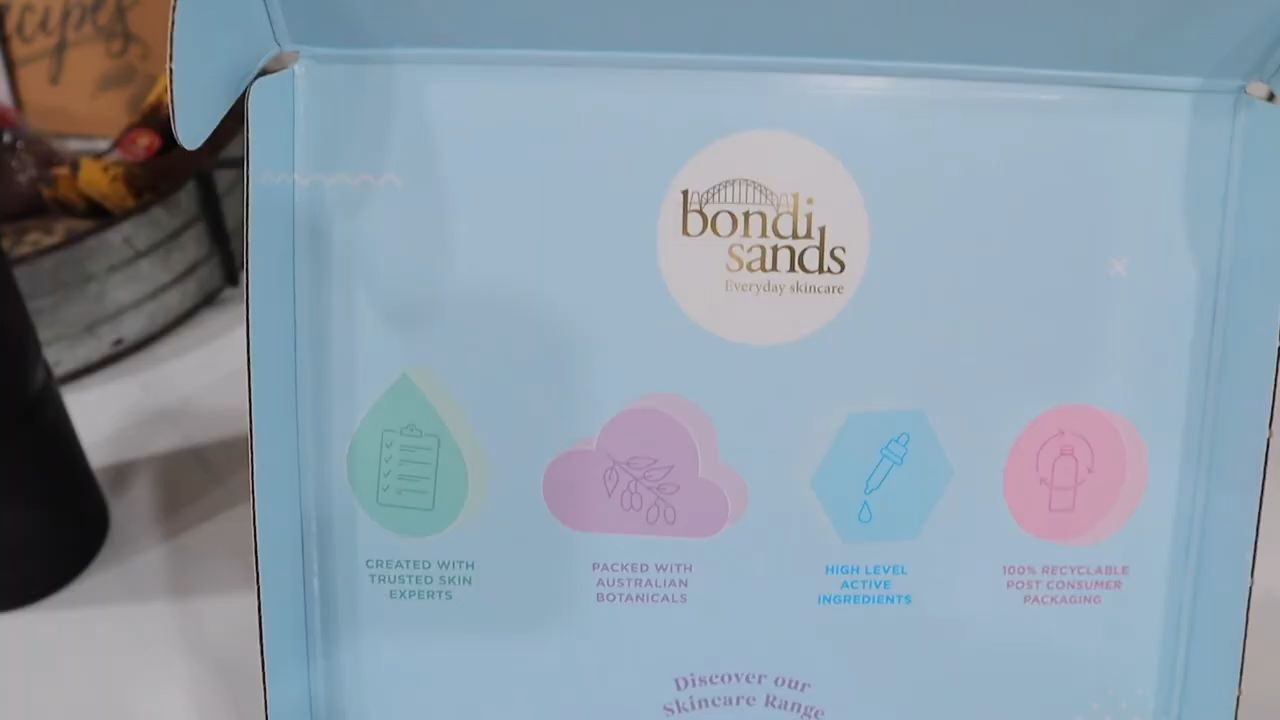 bondi
sands
Everyday skincare
CREATED WITH
TRUSTED SKIN
EXPERTS
PACKED WITH
AUSTRALIAN
BOTANICALS
HIGH LEVEL
ACTIVE
INGREDIENTS
100% RECYCLABLE
POST CONSUMER
PACKAGING
Discover our
Skincare Range